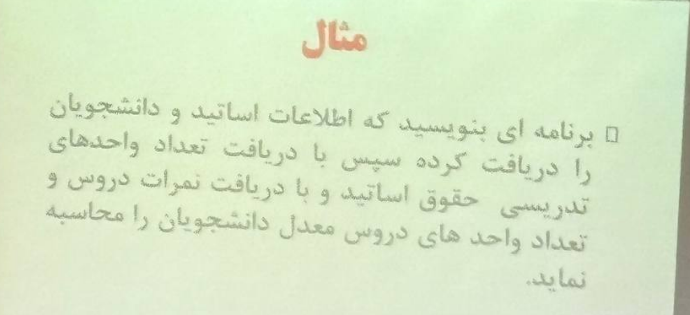 مثال
برنامه ای بنویسید که اطلاعات اساتید و دانشجویان
را دریافت کرده سپس با دریافت تعداد واحدهای
تدریسی حقوق اساتید و با دریافت نمرات دروس و
تعداد واحد های دروس معدل دانشجویان را محاسبه
نماید.